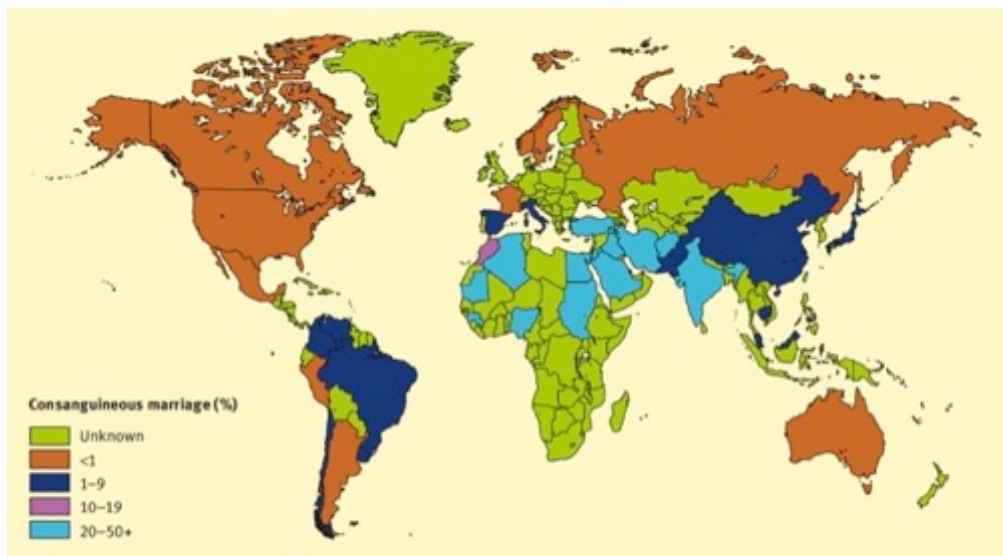 Consanguineous marriage (%)
Unknown
<1
1–9
10–19
20–50+